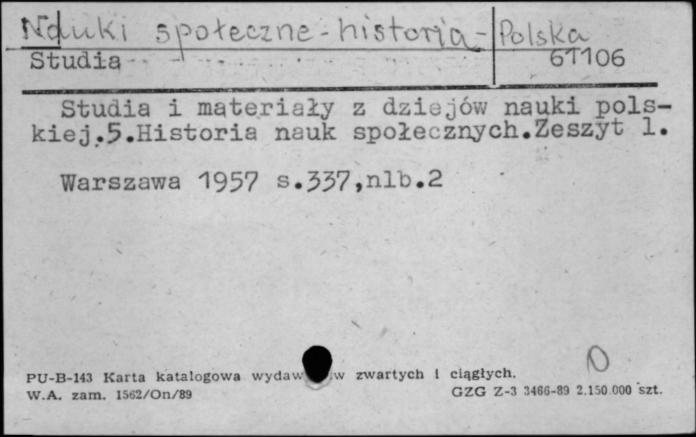 Nauki społeczne - historia - Polska
Studia 61106
Studia i materiały z dziejów nauki pols-
kiej.5.Historia nauk społecznych.Zeszyt 1.
Warszawa 1957 s.337,nlb.2
PU-B-143 Karta katalogowa wydaw w zwartych i ciągłych.
W.A. zam. 1562/On/89 GZG Z-3 3466-89 2.150.000 szt.